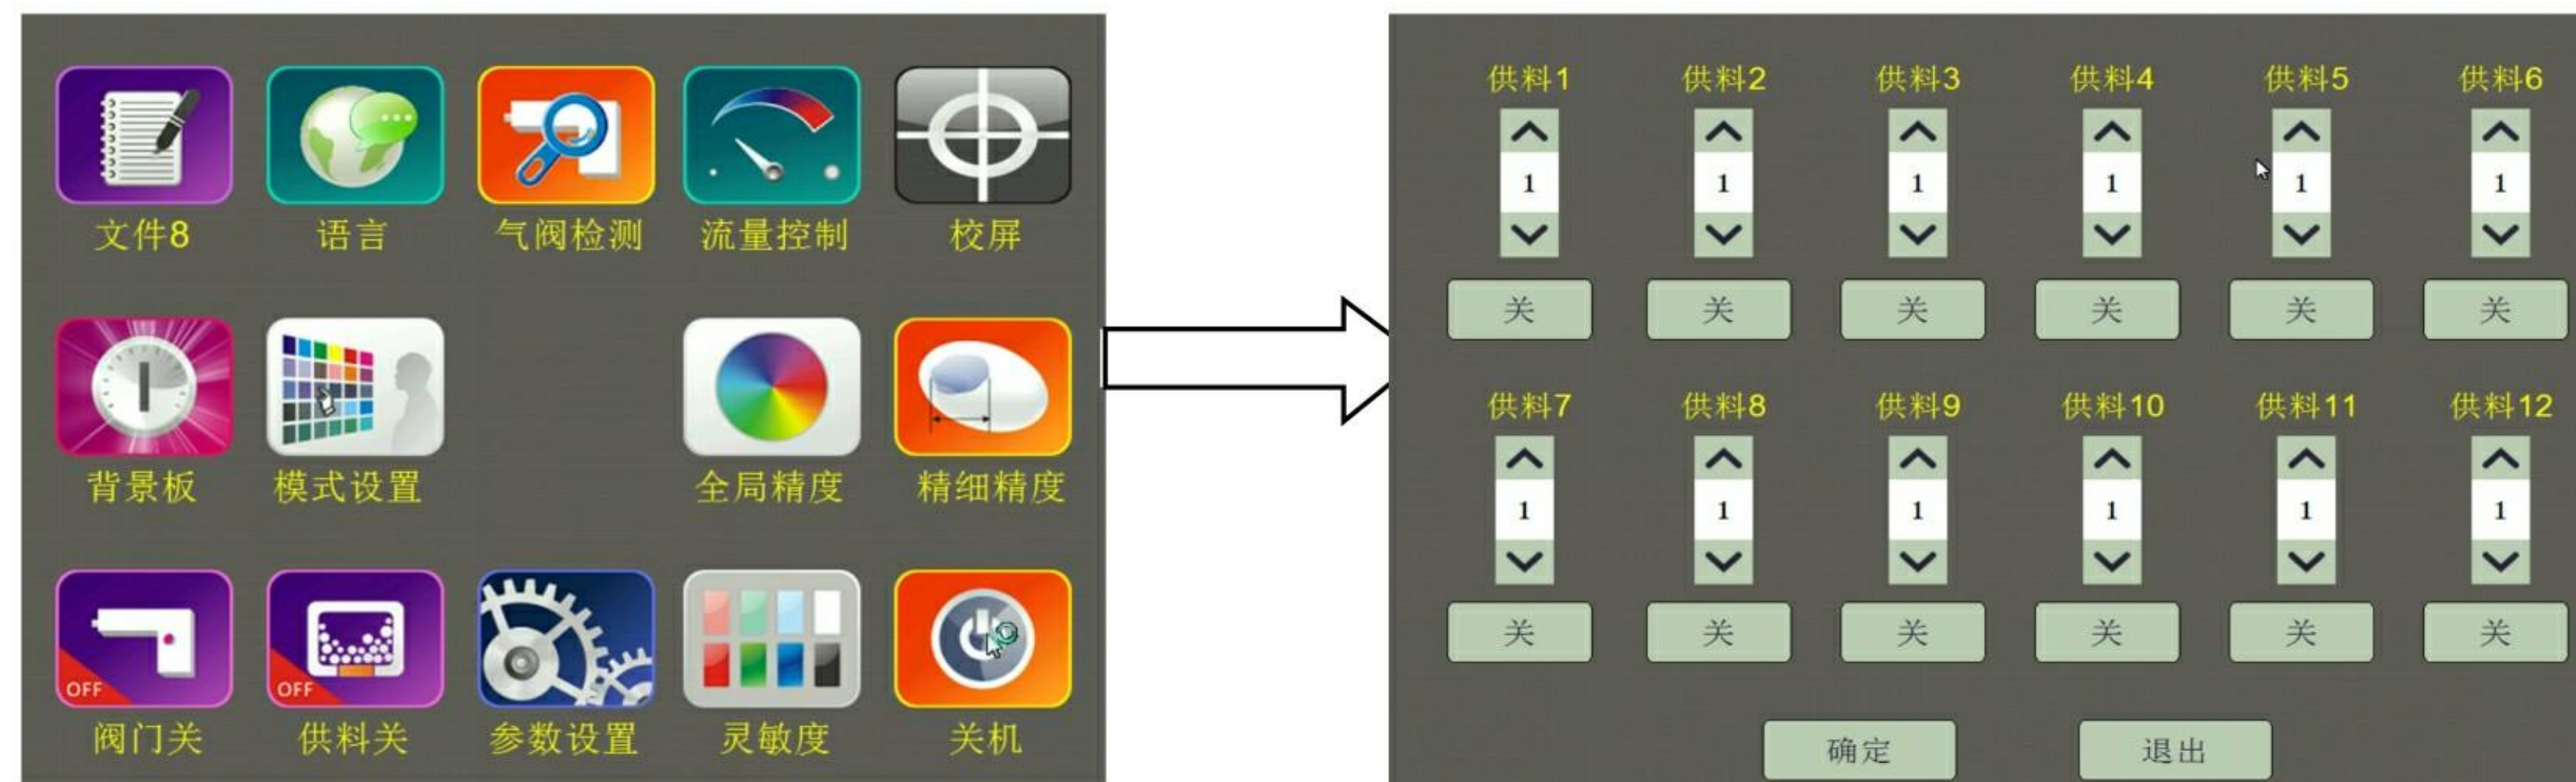 文件8 语言 气阀检测 流量控制 校屏
背景板 模式设置 全局精度 精细精度
OFF OFF
阀门关 供料关 参数设置 灵敏度 关机
供料1 供料2 供料3 供料4 供料5 供料6
1 1 1 1 1 1
关 关 关 关 关 关
供料7 供料8 供料9 供料10 供料11 供料12
1 1 1 1 1 1
关 关 关 关 关 关
确定 退出